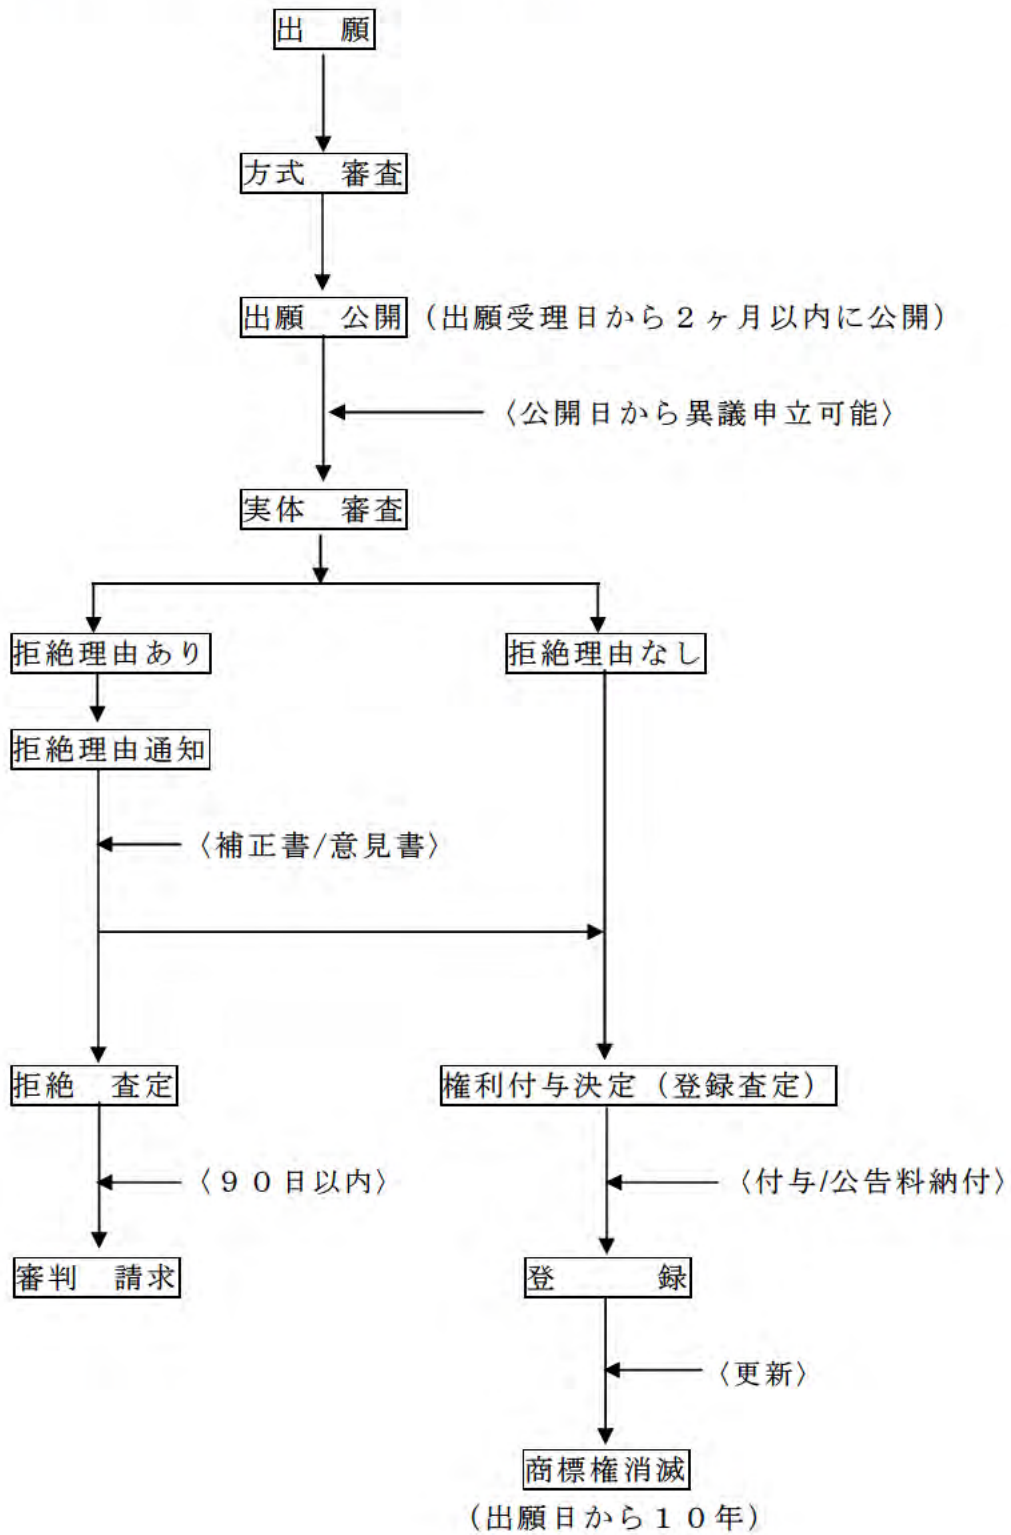 出　願
方式　審査
出願　公開（出願受理日から２ヶ月以内に公開）
〈公開日から異議申立可能〉
実体　審査
拒絶理由あり
拒絶理由なし
拒絶理由通知
〈補正書/意見書〉
拒絶　査定
権利付与決定（登録査定）
〈９０日以内〉
〈付与/公告料納付〉
審判　請求
登　　　録
〈更新〉
商標権消滅
（出願日から１０年）